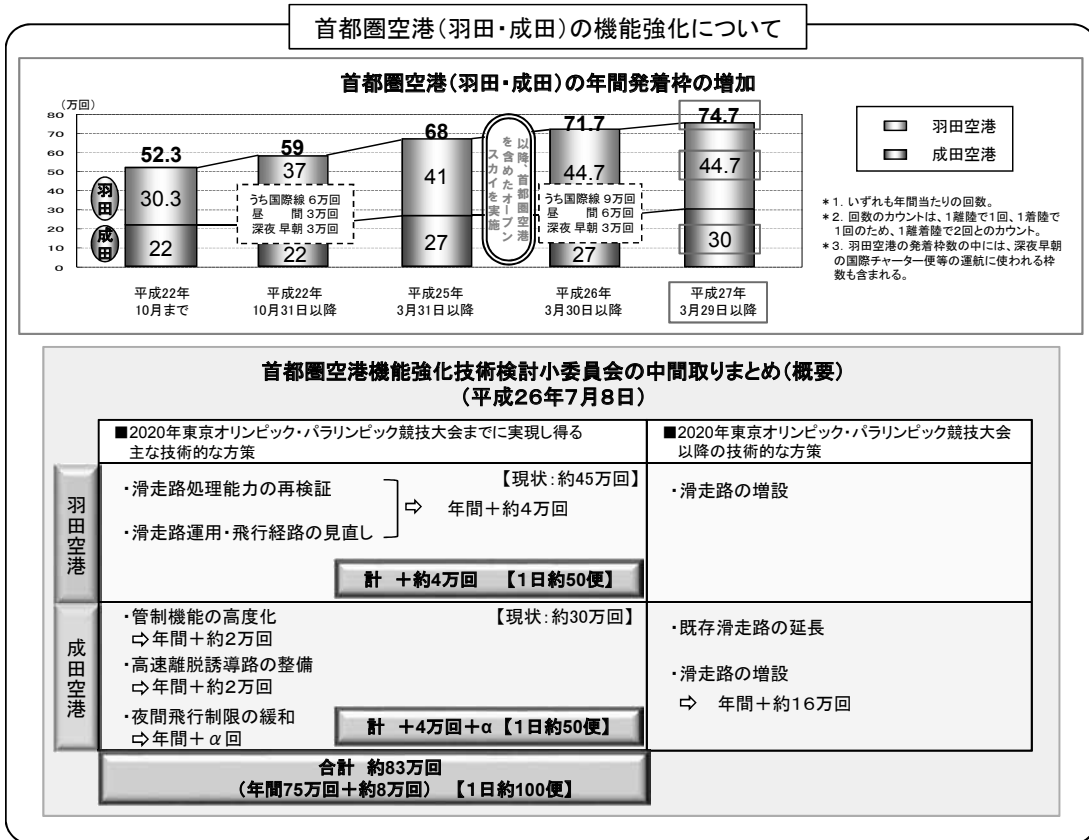 首都圏空港(羽田・成田)の機能強化について
首都圏空港(羽田・成田)の年間発着枠の増加
(万回)
80
70
60
50
40
30
20
10
0
羽田
成田
52.3
30.3
22
平成22年
10月まで
59
37
うち国際線 6万回
昼　　間 3万回
深夜 早朝 3万回
22
平成22年
10月31日以降
68
41
27
平成25年
3月31日以降
以降、首都圏空港
を含めたオープン
スカイを実施
71.7
44.7
うち国際線 9万回
昼　　間 6万回
深夜 早朝 3万回
27
平成26年
3月30日以降
74.7
44.7
30
平成27年
3月29日以降
羽田空港
成田空港
*1. いずれも年間当たりの回数。
*2. 回数のカウントは、1離陸で1回、1着陸で
1回のため、1離着陸で2回とのカウント。
*3. 羽田空港の発着枠数の中には、深夜早朝
の国際チャーター便等の運航に使われる枠
数も含まれる。
首都圏空港機能強化技術検討小委員会の中間取りまとめ(概要)
(平成26年7月8日)
■2020年東京オリンピック・パラリンピック競技大会までに実現し得る
主な技術的な方策
■2020年東京オリンピック・パラリンピック競技大会
以降の技術的な方策
羽田空港
【現状:約45万回】
・滑走路処理能力の再検証
⇨ 年間+約4万回
・滑走路運用・飛行経路の見直し
計 +約4万回 【1日約50便】
・滑走路の増設
成田空港
・管制機能の高度化
【現状:約30万回】
⇨年間+約2万回
・高速離脱誘導路の整備
⇨年間+約2万回
・夜間飛行制限の緩和
⇨年間+α回
計 +4万回+α 【1日約50便】
・既存滑走路の延長
・滑走路の増設
⇨ 年間+約16万回
合計 約83万回
(年間75万回+約8万回) 【1日約100便】